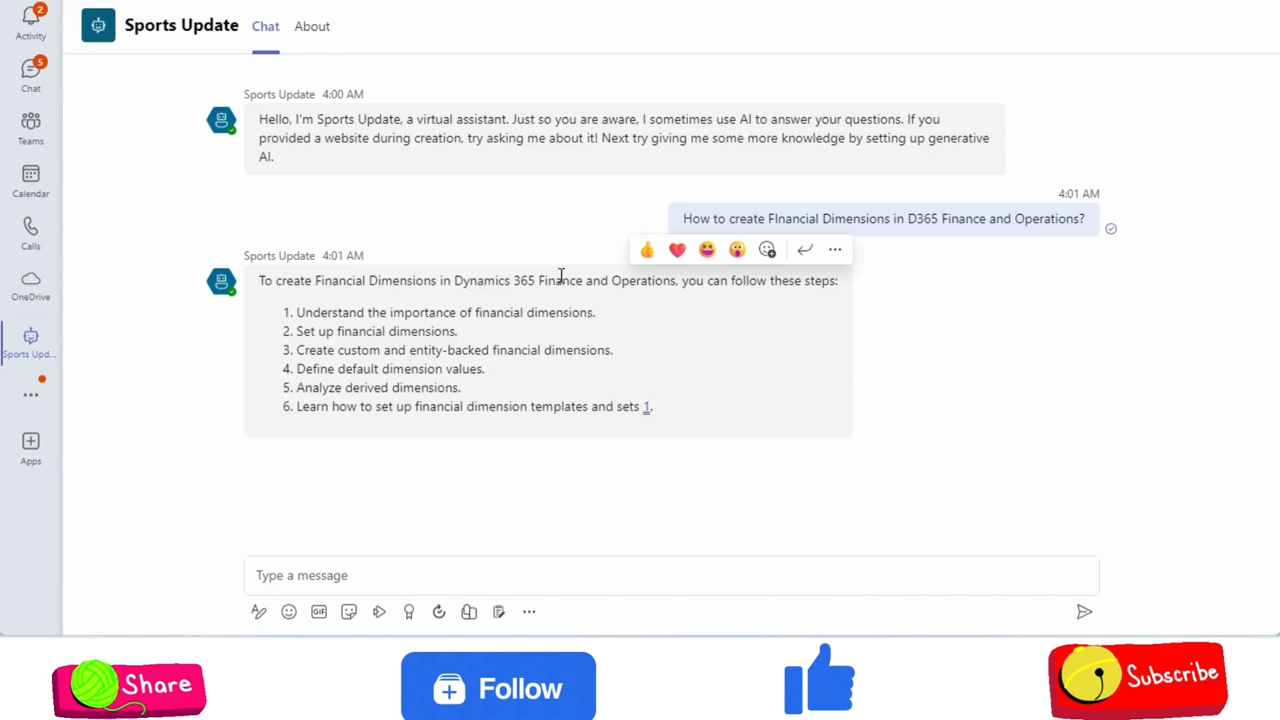 2
Activity
5
Chat
Teams
Calendar
Calls
OneDrive
Sports Upd...
Apps
Sports Update Chat About
Sports Update 4:00 AM
Hello, I'm Sports Update, a virtual assistant. Just so you are aware, I sometimes use AI to answer your questions. If you
provided a website during creation, try asking me about it! Next try giving me some more knowledge by setting up generative
AI.
4:01 AM
How to create FInancial Dimensions in D365 Finance and Operations?
Sports Update 4:01 AM
To create Financial Dimensions in Dynamics 365 Finance and Operations, you can follow these steps:
1. Understand the importance of financial dimensions.
2. Set up financial dimensions.
3. Create custom and entity-backed financial dimensions.
4. Define default dimension values.
5. Analyze derived dimensions.
6. Learn how to set up financial dimension templates and sets 1.
Type a message
GIF
Share
Follow
Subscribe